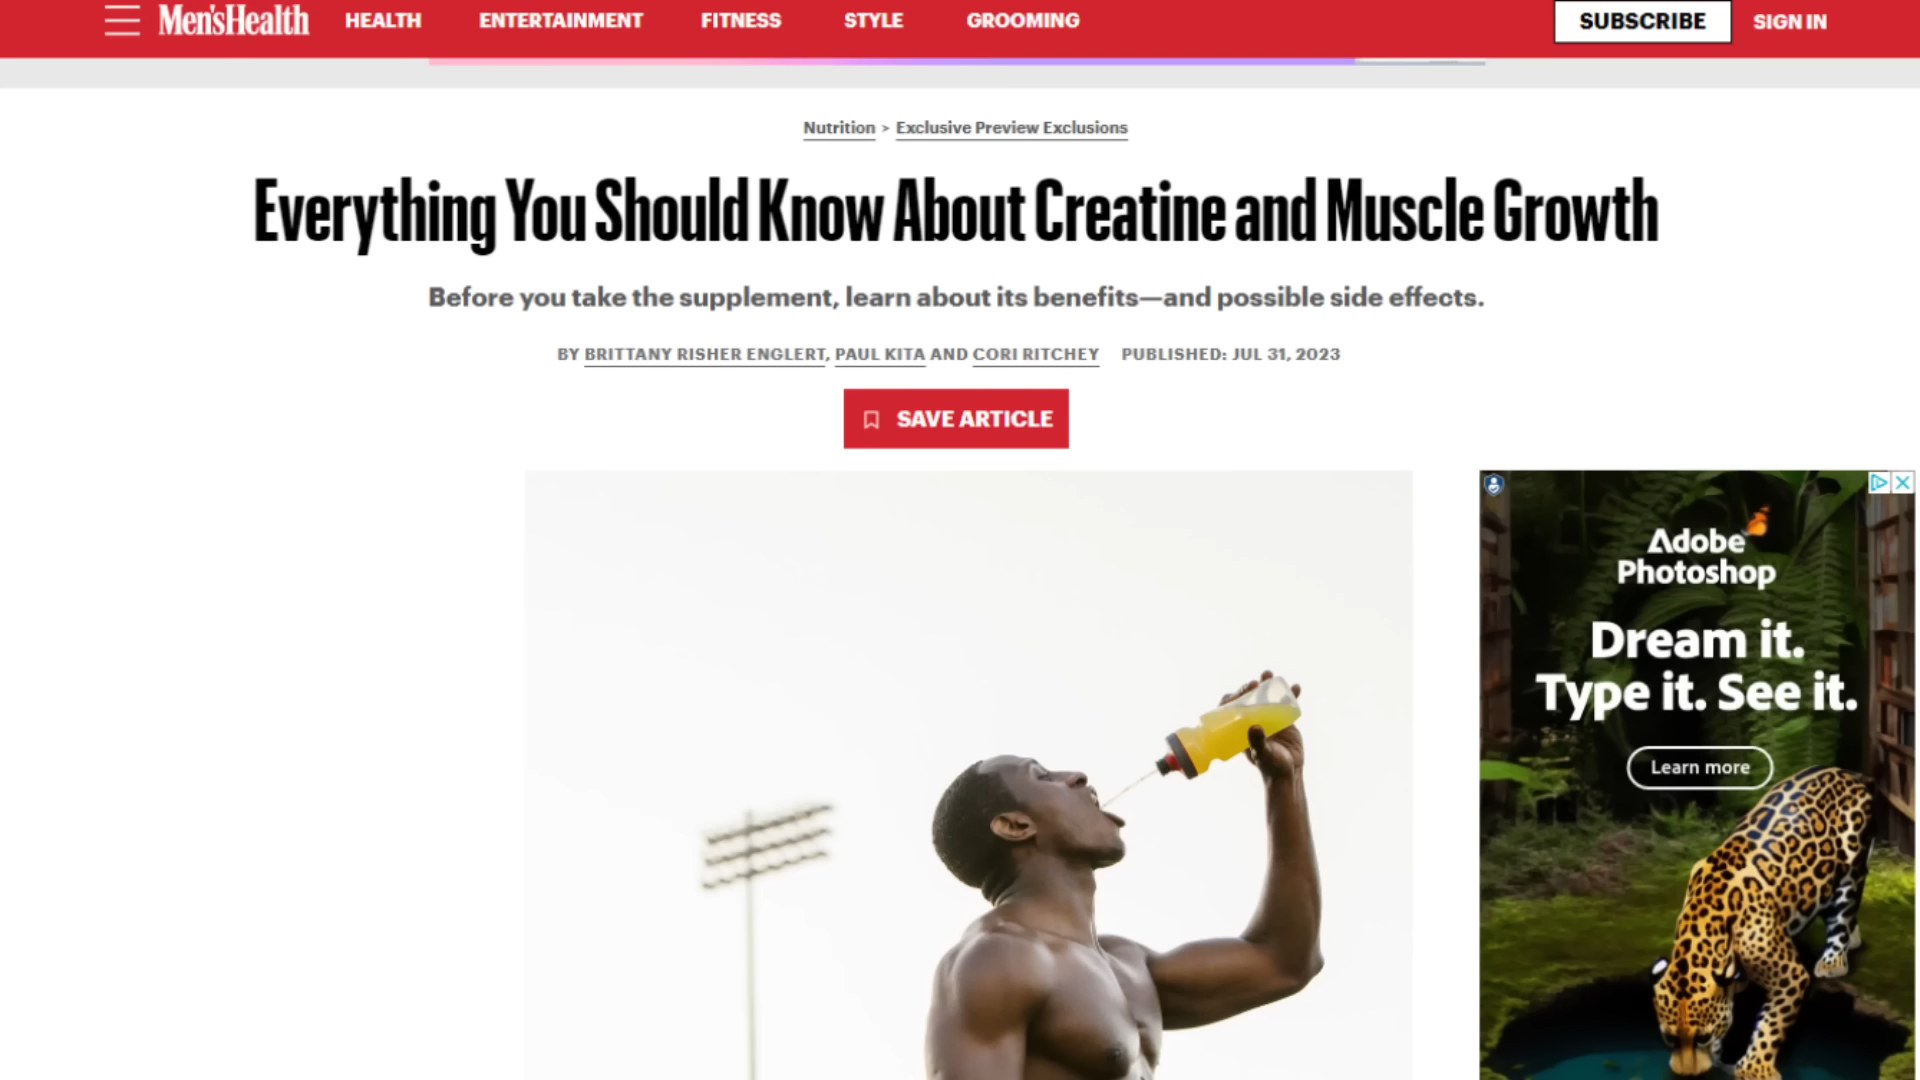 Men'sHealth HEALTH ENTERTAINMENT FITNESS STYLE GROOMING SUBSCRIBE SIGN IN
Nutrition > Exclusive Preview Exclusions
Everything You Should Know About Creatine and Muscle Growth
Before you take the supplement, learn about its benefits—and possible side effects.
BY BRITTANY RISHER ENGLERT, PAUL KITA AND CORI RITCHEY PUBLISHED: JUL 31, 2023
SAVE ARTICLE
Adobe
Photoshop
Dream it.
Type it. See it.
Learn more